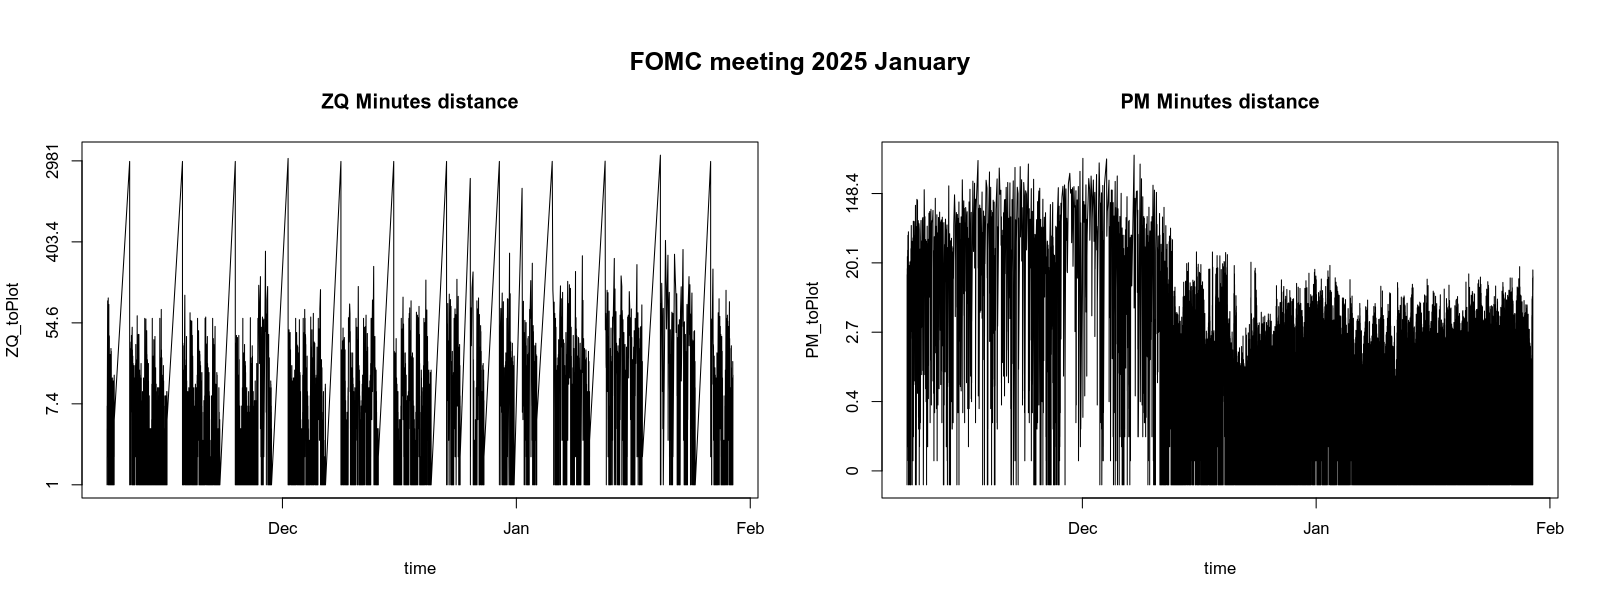 FOMC meeting 2025 January
ZQ Minutes distance
ZQ_toPlot
2981
403.4
54.6
7.4
1
Dec
Jan
Feb
time
PM Minutes distance
PM_toPlot
148.4
20.1
2.7
0.4
0
Dec
Jan
Feb
time